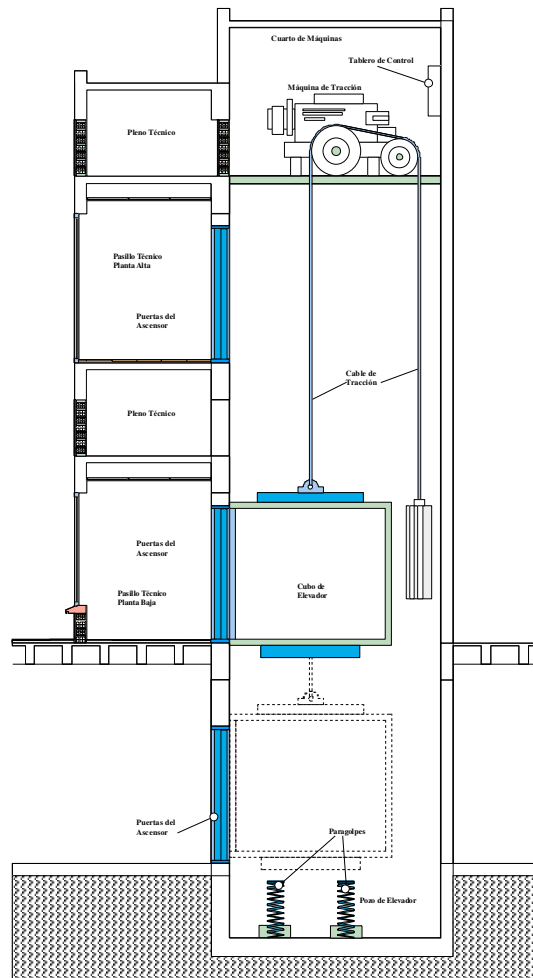 Cuarto de Máquinas
Tablero de Control
Máquina de Tracción
Pleno Técnico
Pasillo Técnico
Planta Alta
Puertas del
Ascensor
Cable de
Tracción
Pleno Técnico
Puertas del
Ascensor
Cubo de
Elevador
Pasillo Técnico
Planta Baja
Puertas del
Ascensor
Paragolpes
Pozo de Elevador